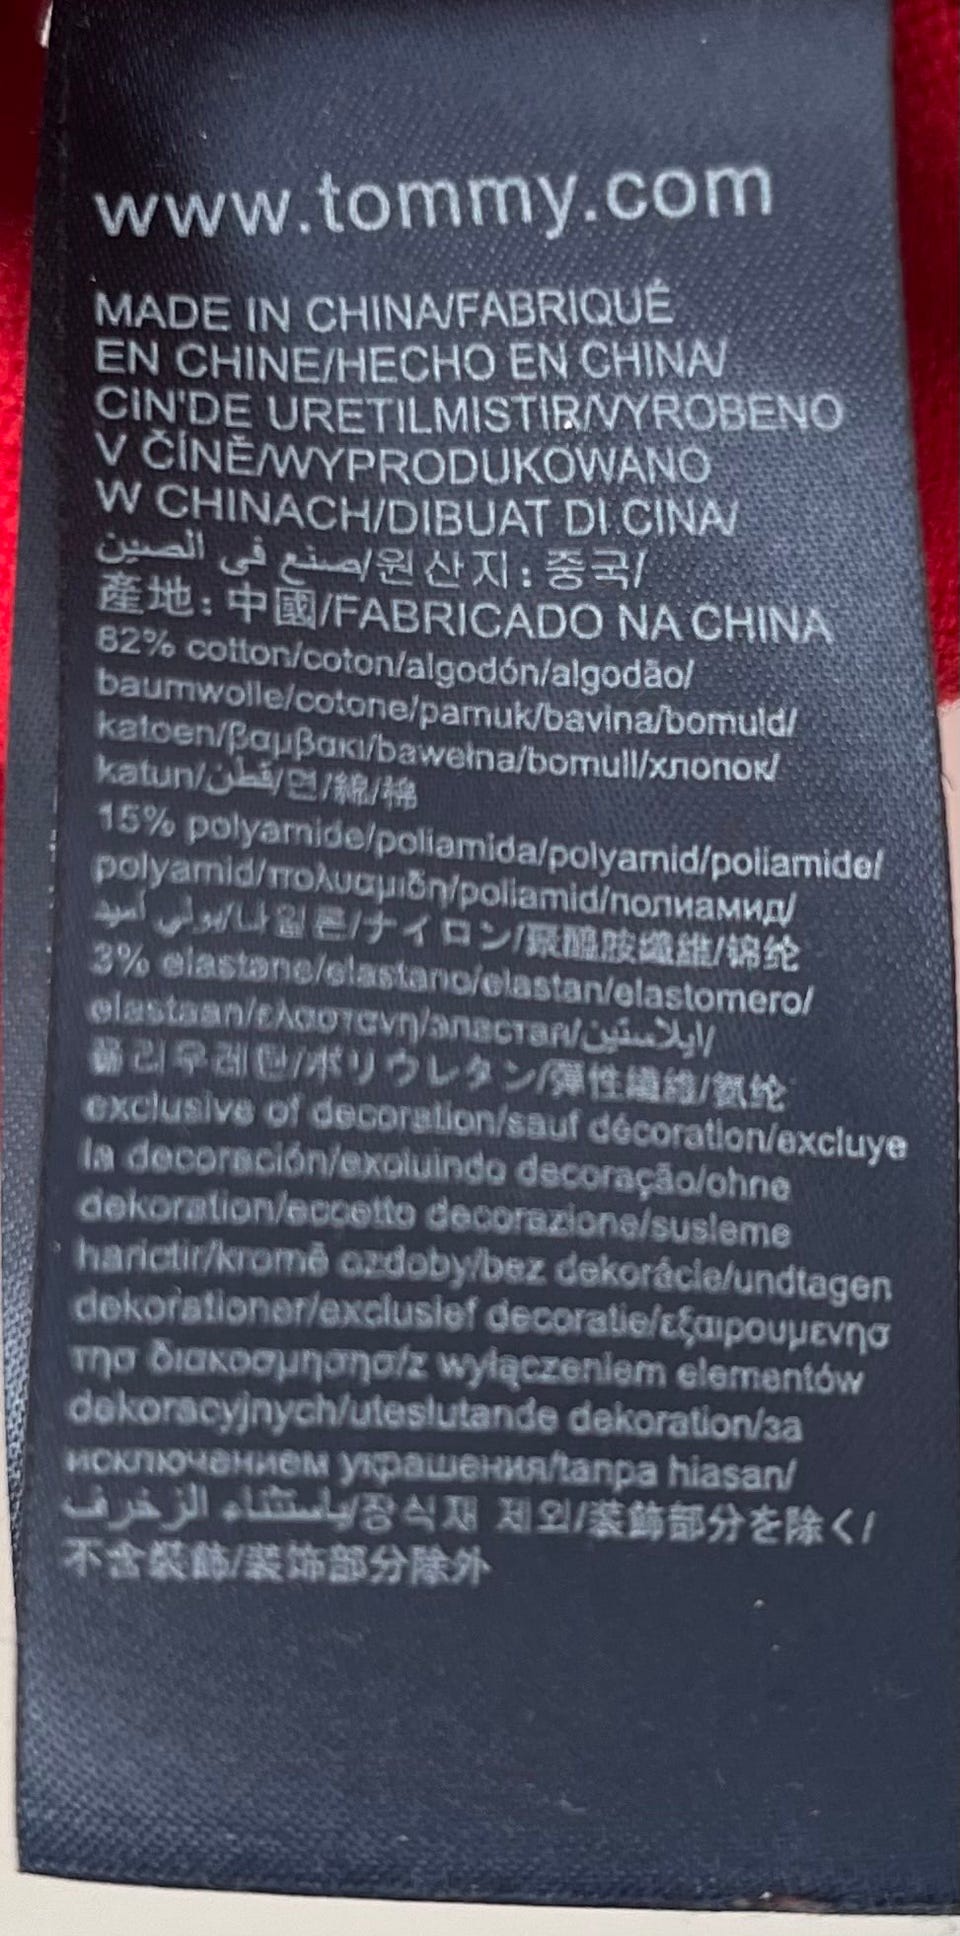 www.tommy.com
MADE IN CHINA/FABRIQUÉ
EN CHINE/HECHO EN CHINA/
CIN'DE URETILMISTIR/VYROBENO
V ČÍNĚ/WYPRODUKOWANO
W CHINACH/DIBUAT DI CINA/
صنع في الصين/원산지: 중국/
產地: 中國/FABRICADO NA CHINA
82% cotton/coton/algodón/algodão/
baumwolle/cotone/pamuk/bavlna/bomuld/
katoen/βαμβακι/bawełna/bomull/хлопок/
katun/قطن/면/綿/棉
15% polyamide/poliamida/polyamid/poliamide/
polyamid/πολυαμιδη/poliamid/полиамид/
بولي أميد/나일론/ナイロン/聚醯胺纖維/锦纶
3% elastane/elastano/elastan/elastomero/
elastaan/ελαστανη/эластан/ايلاستين/
폴리우레탄/ポリウレタン/彈性纖維/氨纶
exclusive of decoration/sauf décoration/excluye
la decoración/excluindo decoração/ohne
dekoration/eccetto decorazione/susleme
harictir/kromě ozdoby/bez dekorácie/undtagen
dekorationer/exclusief decoratie/εξαιρουμενησ
τησ διακοσμησησ/z wyłączeniem elementów
dekoracyjnych/uteslutande dekoration/за
исключением украшения/tanpa hiasan/
باستثناء الزخرف/장식재 제외/装飾部分を除く/
不含裝飾/装饰部分除外